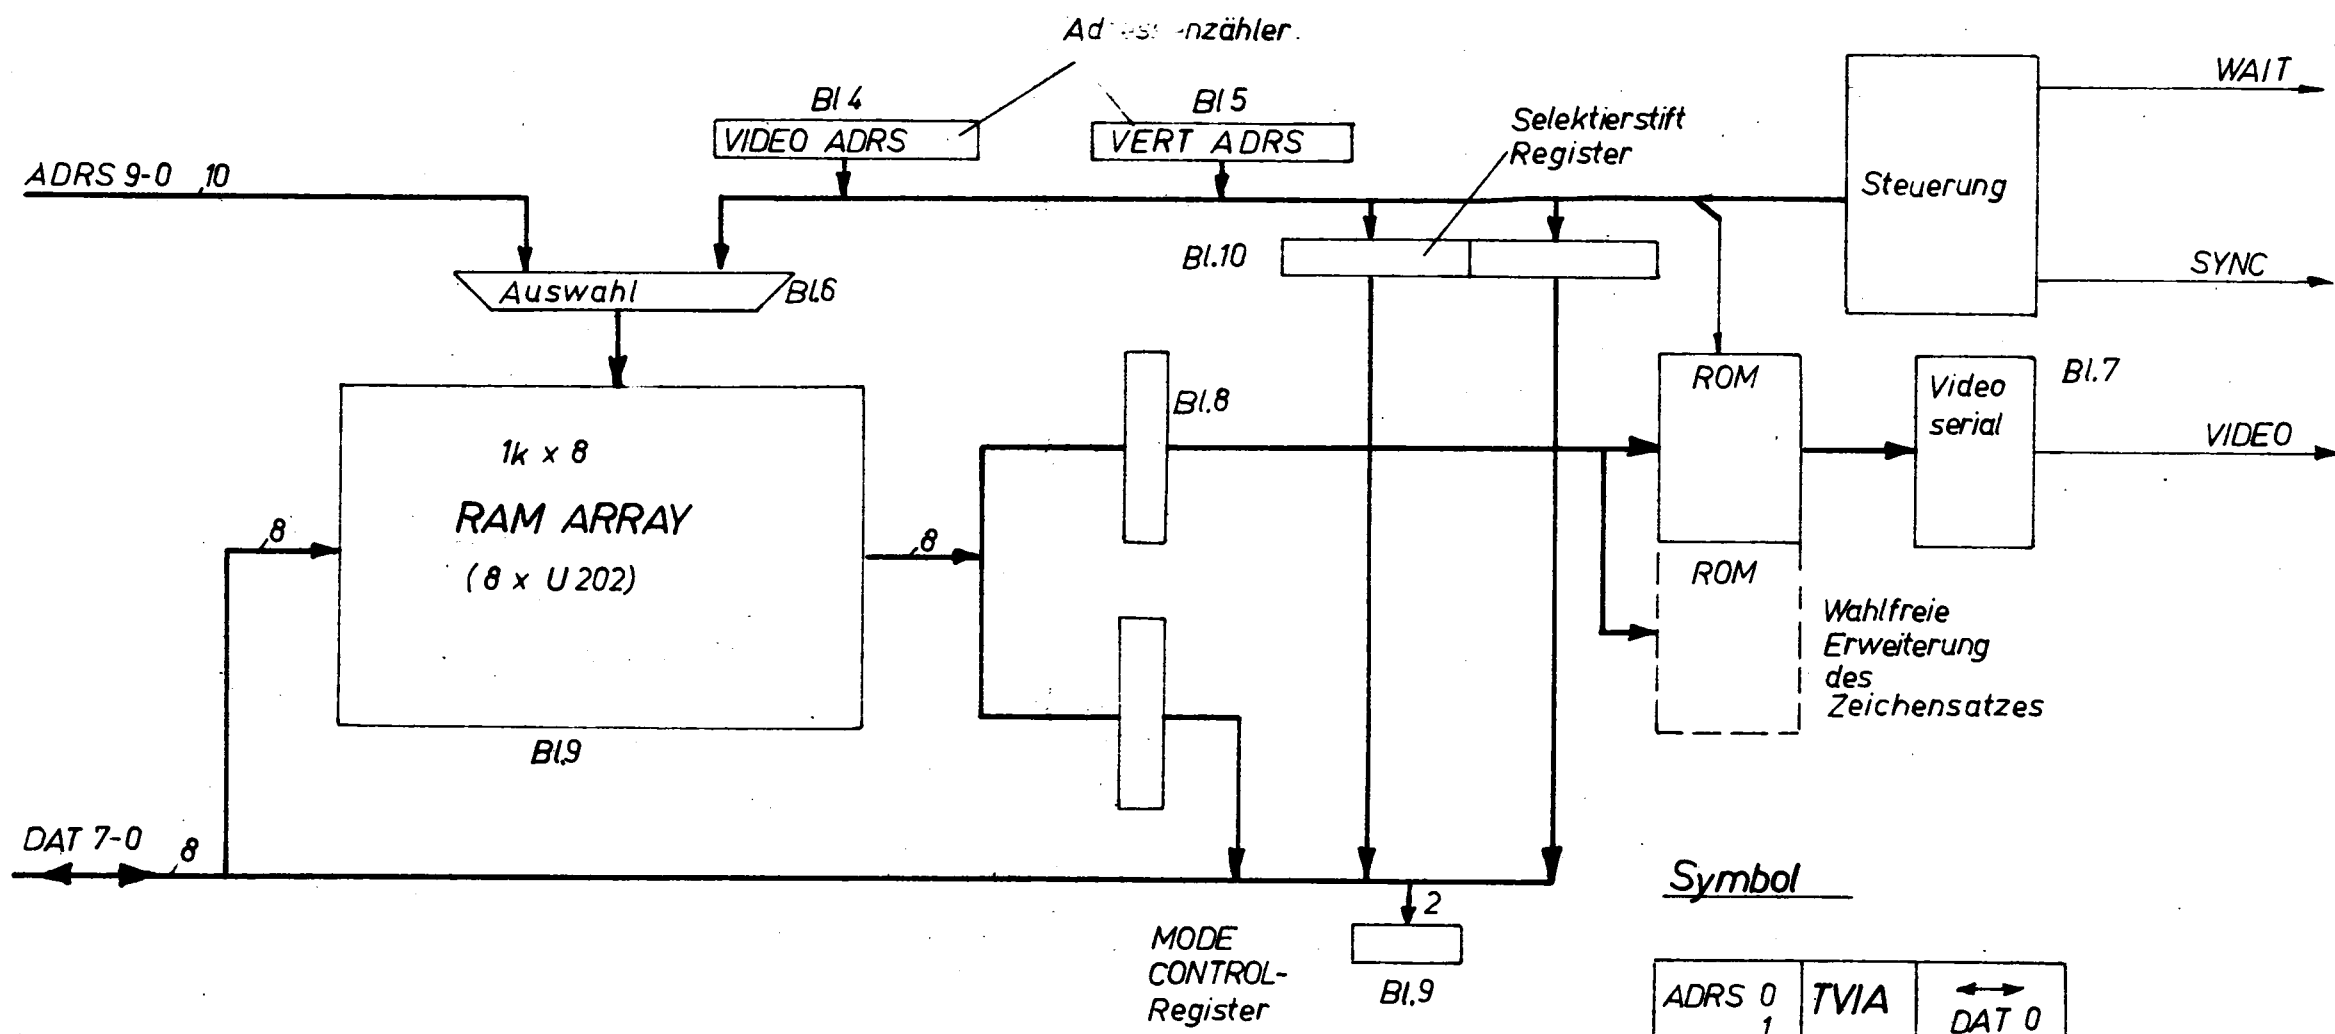 nzähler.
Bl 4
Bl 5
VIDEO ADRS
VERT ADRS
Selektierstift
Register
WAIT
ADRS 9-0 10
Steuerung
Bl.10
SYNC
Auswahl
Bl.6
Bl.8
ROM
Video
serial
Bl.7
VIDEO
1k x 8
RAM ARRAY
(8 x U 202)
8
8
ROM
Wahlfreie
Erweiterung
des
Zeichensatzes
Bl.9
DAT 7-0
8
2
Symbol
MODE
CONTROL-
Register
Bl.9
ADRS 0
1
TVIA
DAT 0